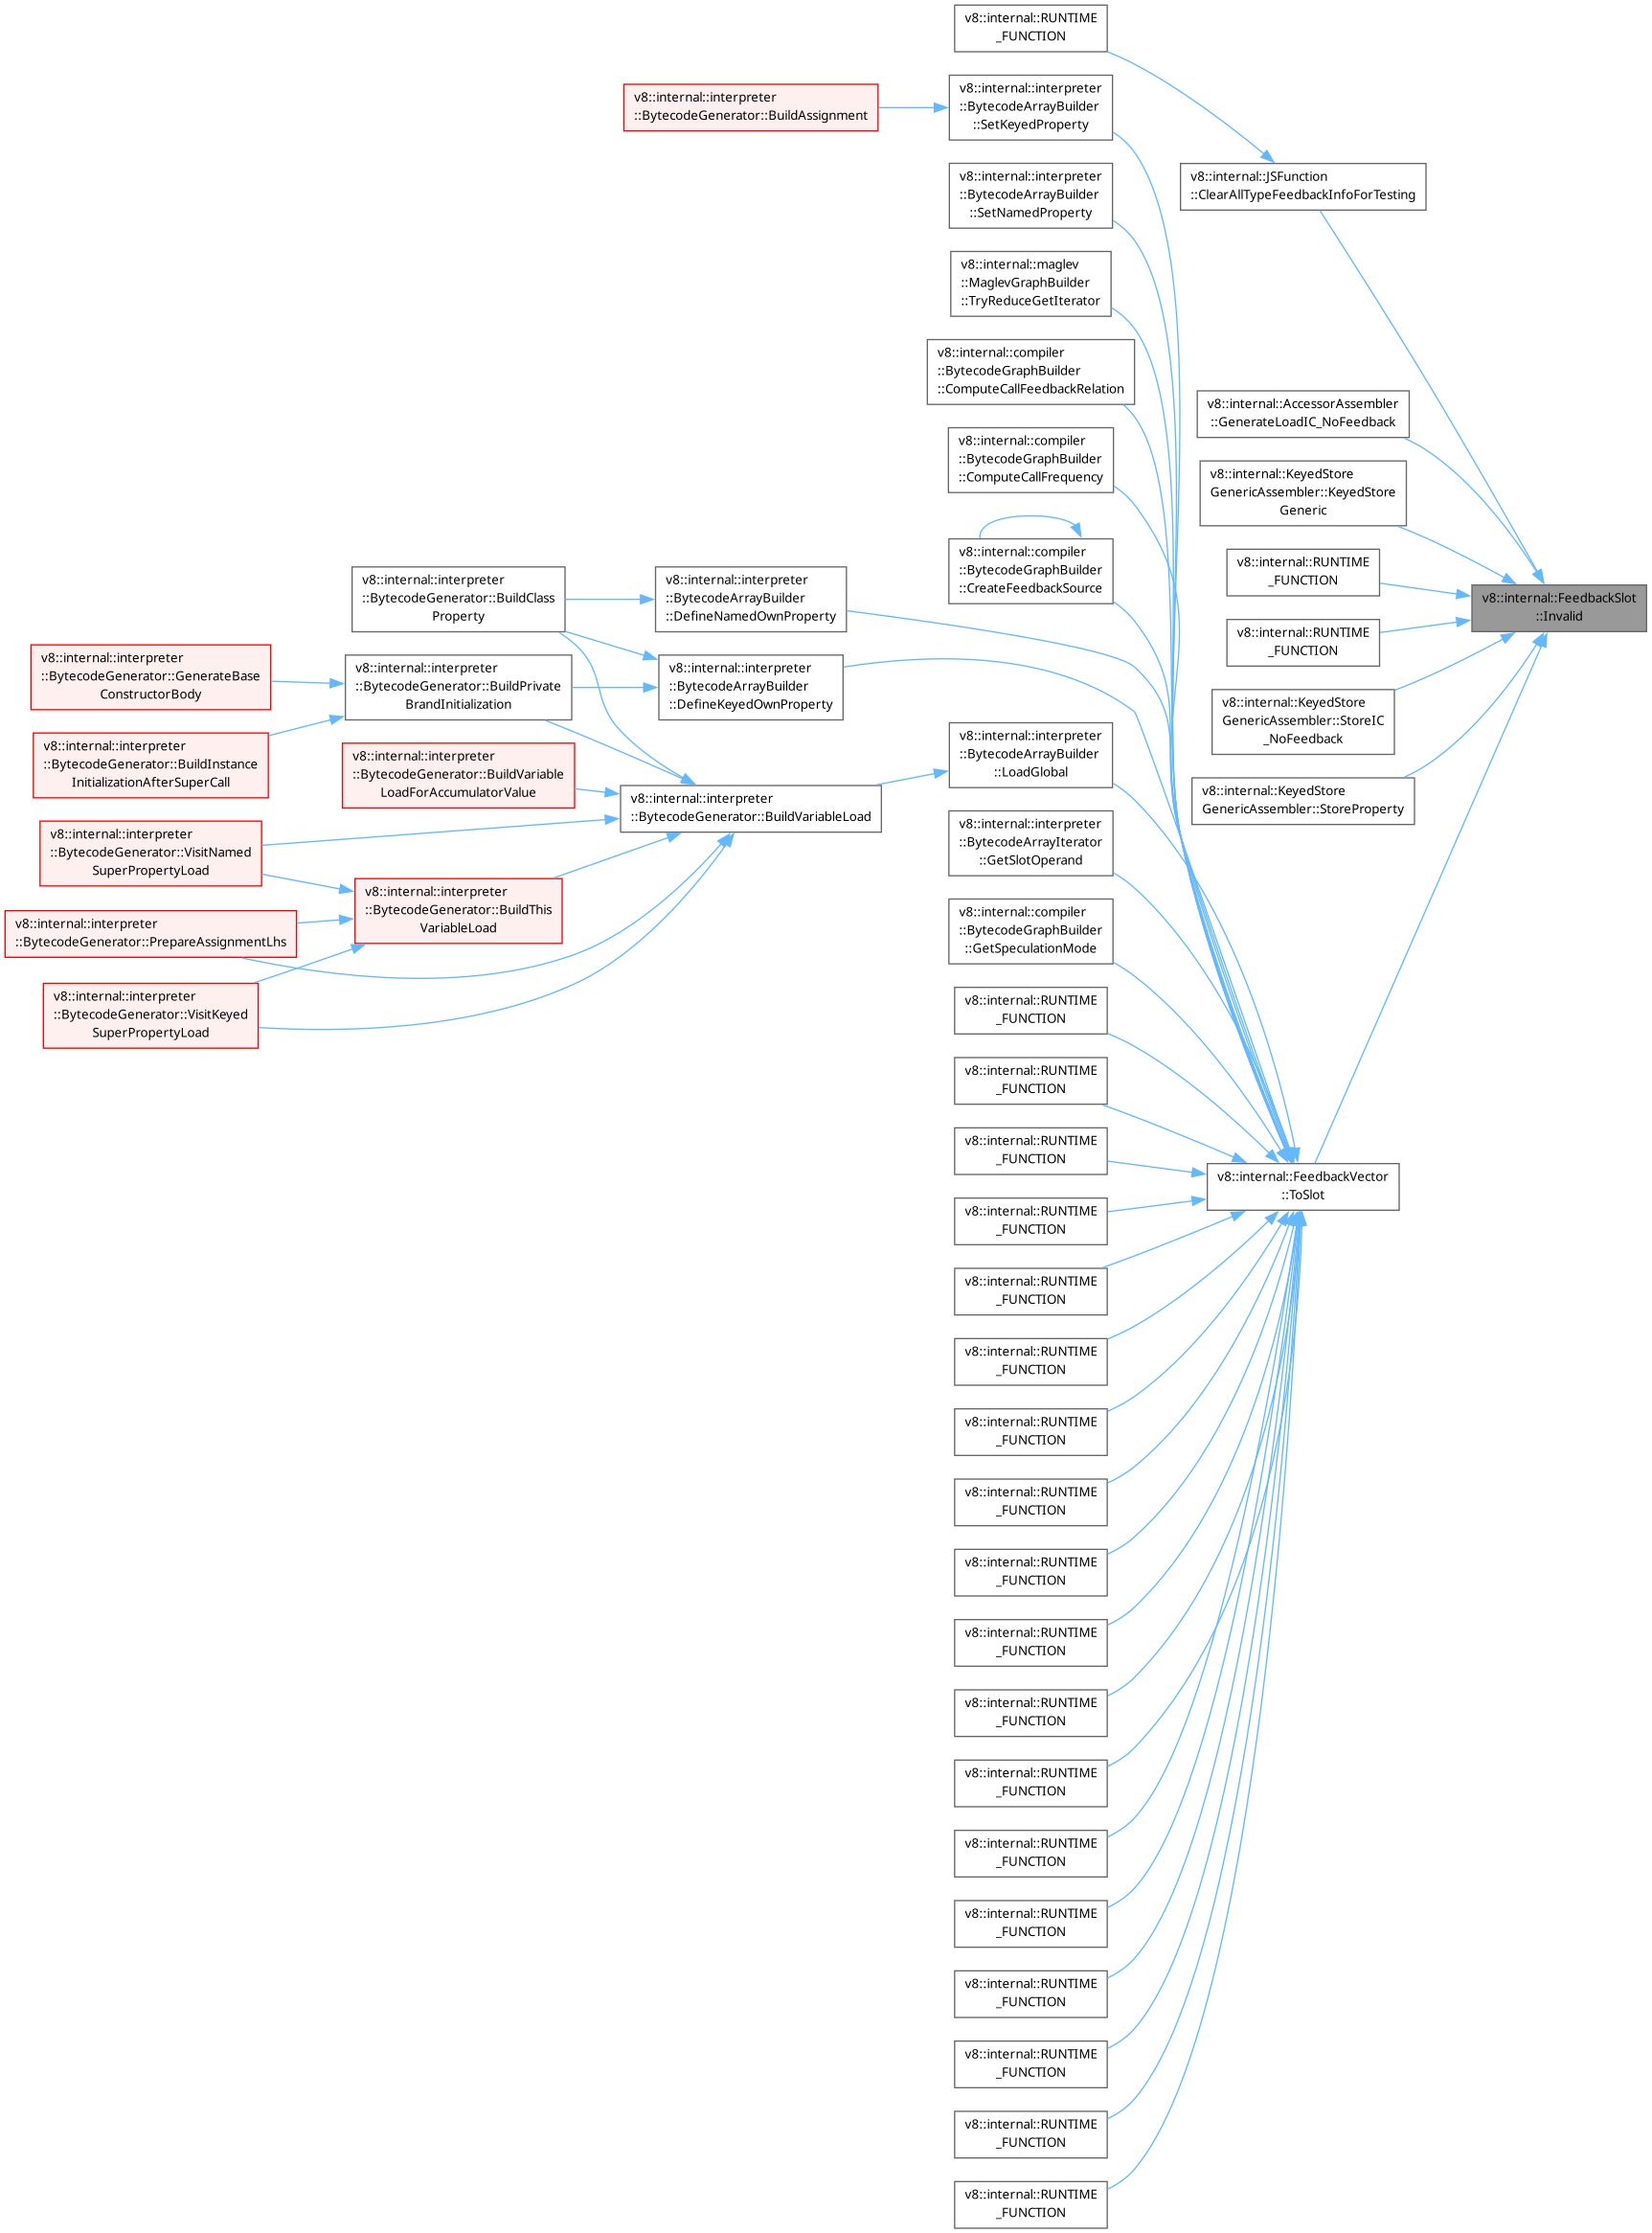 v8::internal::RUNTIME
_FUNCTION
v8::internal::interpreter
::BytecodeArrayBuilder
::SetKeyedProperty
v8::internal::interpreter
::BytecodeGenerator::BuildAssignment
v8::internal::interpreter
::BytecodeArrayBuilder
::SetNamedProperty
v8::internal::JSFunction
::ClearAllTypeFeedbackInfoForTesting
v8::internal::maglev
::MaglevGraphBuilder
::TryReduceGetIterator
v8::internal::compiler
::BytecodeGraphBuilder
::ComputeCallFeedbackRelation
v8::internal::AccessorAssembler
::GenerateLoadIC_NoFeedback
v8::internal::compiler
::BytecodeGraphBuilder
::ComputeCallFrequency
v8::internal::KeyedStore
GenericAssembler::KeyedStore
Generic
v8::internal::compiler
::BytecodeGraphBuilder
::CreateFeedbackSource
v8::internal::RUNTIME
_FUNCTION
v8::internal::interpreter
::BytecodeGenerator::BuildClass
Property
v8::internal::interpreter
::BytecodeArrayBuilder
::DefineNamedOwnProperty
v8::internal::FeedbackSlot
::Invalid
v8::internal::RUNTIME
_FUNCTION
v8::internal::interpreter
::BytecodeGenerator::GenerateBase
ConstructorBody
v8::internal::interpreter
::BytecodeGenerator::BuildPrivate
BrandInitialization
v8::internal::interpreter
::BytecodeArrayBuilder
::DefineKeyedOwnProperty
v8::internal::KeyedStore
GenericAssembler::StoreIC
_NoFeedback
v8::internal::interpreter
::BytecodeGenerator::BuildInstance
InitializationAfterSuperCall
v8::internal::interpreter
::BytecodeGenerator::BuildVariable
LoadForAccumulatorValue
v8::internal::interpreter
::BytecodeArrayBuilder
::LoadGlobal
v8::internal::interpreter
::BytecodeGenerator::BuildVariableLoad
v8::internal::KeyedStore
GenericAssembler::StoreProperty
v8::internal::interpreter
::BytecodeGenerator::VisitNamed
SuperPropertyLoad
v8::internal::interpreter
::BytecodeArrayIterator
::GetSlotOperand
v8::internal::interpreter
::BytecodeGenerator::BuildThis
VariableLoad
v8::internal::interpreter
::BytecodeGenerator::PrepareAssignmentLhs
v8::internal::compiler
::BytecodeGraphBuilder
::GetSpeculationMode
v8::internal::interpreter
::BytecodeGenerator::VisitKeyed
SuperPropertyLoad
v8::internal::RUNTIME
_FUNCTION
v8::internal::RUNTIME
_FUNCTION
v8::internal::RUNTIME
_FUNCTION
v8::internal::FeedbackVector
::ToSlot
v8::internal::RUNTIME
_FUNCTION
v8::internal::RUNTIME
_FUNCTION
v8::internal::RUNTIME
_FUNCTION
v8::internal::RUNTIME
_FUNCTION
v8::internal::RUNTIME
_FUNCTION
v8::internal::RUNTIME
_FUNCTION
v8::internal::RUNTIME
_FUNCTION
v8::internal::RUNTIME
_FUNCTION
v8::internal::RUNTIME
_FUNCTION
v8::internal::RUNTIME
_FUNCTION
v8::internal::RUNTIME
_FUNCTION
v8::internal::RUNTIME
_FUNCTION
v8::internal::RUNTIME
_FUNCTION
v8::internal::RUNTIME
_FUNCTION
v8::internal::RUNTIME
_FUNCTION